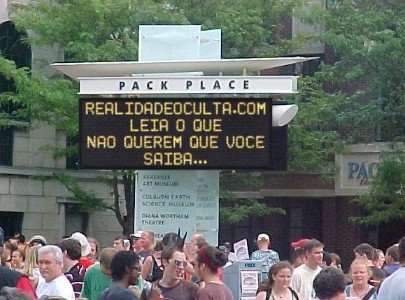 PACK PLACE
REALIDADEOCULTA.COM
LEIA O QUE
NAO QUEREM QUE VOCE
SAIBA...
ASHEVILLE
ART MUSEUM
COLBURN EARTH
SCIENCE MUSEUM
DIANA WORTHAM
THEATRE
PAC